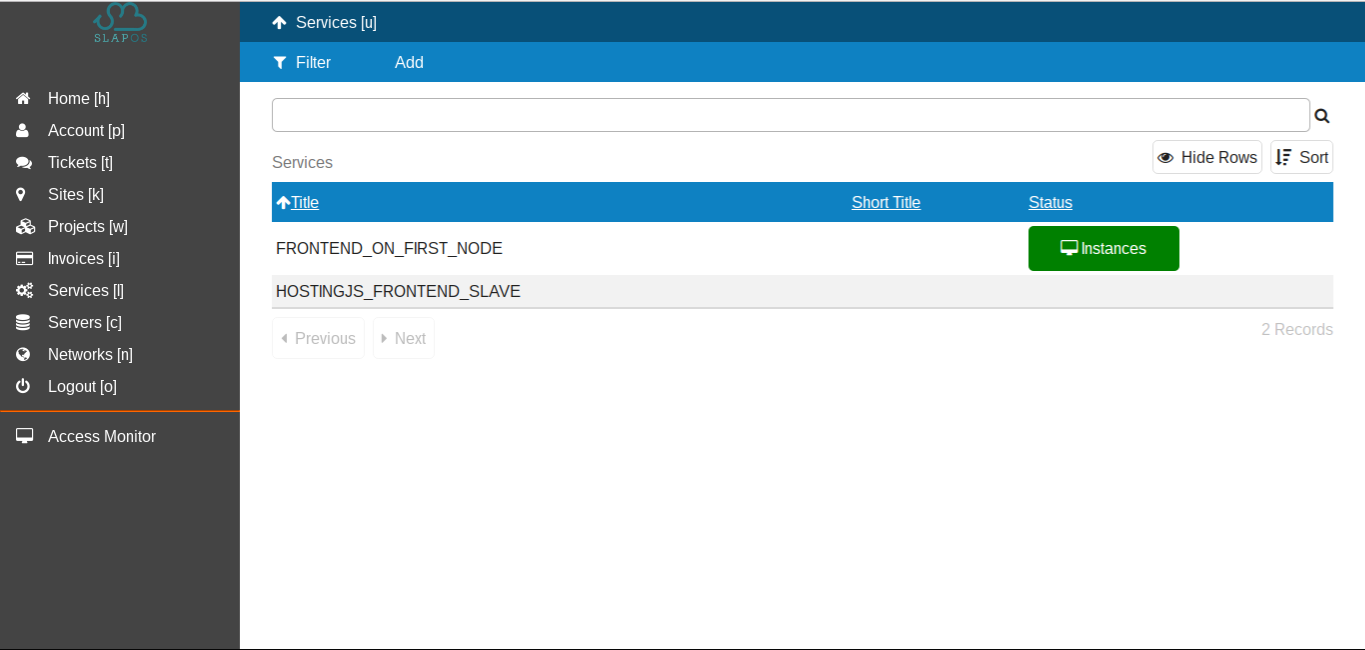 SLAPOS
Home [h]
Account [p]
Tickets [t]
Sites [k]
Projects [w]
Invoices [i]
Services [l]
Servers [c]
Networks [n]
Logout [o]
Access Monitor
Services [u]
Filter Add
Services
Hide Rows Sort
Title Short Title Status
FRONTEND_ON_FIRST_NODE Instances
HOSTINGJS_FRONTEND_SLAVE
Previous Next 2 Records